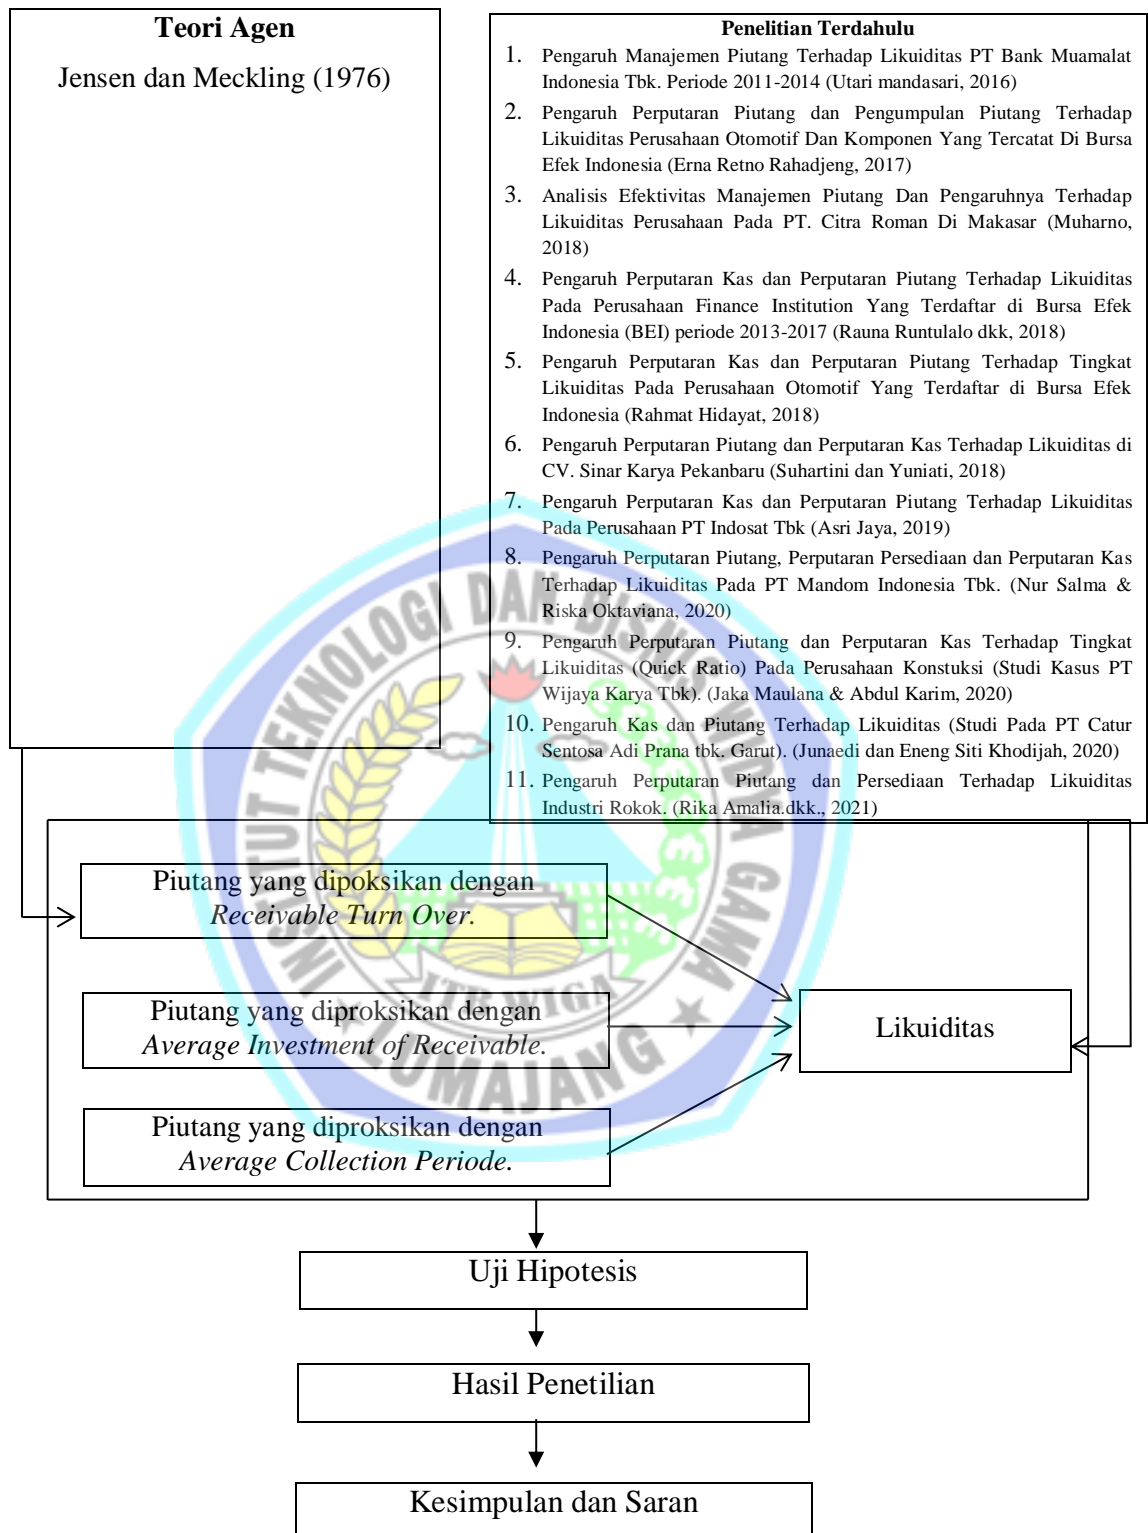 Teori Agen
Jensen dan Meckling (1976)
Penelitian Terdahulu
1. Pengaruh Manajemen Piutang Terhadap Likuiditas PT Bank Muamalat
Indonesia Tbk. Periode 2011-2014 (Utari mandasari, 2016)
2. Pengaruh Perputaran Piutang dan Pengumpulan Piutang Terhadap
Likuiditas Perusahaan Otomotif Dan Komponen Yang Tercatat Di Bursa
Efek Indonesia (Erna Retno Rahadjeng, 2017)
3. Analisis Efektivitas Manajemen Piutang Dan Pengaruhnya Terhadap
Likuiditas Perusahaan Pada PT. Citra Roman Di Makasar (Muharno,
2018)
4. Pengaruh Perputaran Kas dan Perputaran Piutang Terhadap Likuiditas
Pada Perusahaan Finance Institution Yang Terdaftar di Bursa Efek
Indonesia (BEI) periode 2013-2017 (Rauna Runtulalo dkk, 2018)
5. Pengaruh Perputaran Kas dan Perputaran Piutang Terhadap Tingkat
Likuiditas Pada Perusahaan Otomotif Yang Terdaftar di Bursa Efek
Indonesia (Rahmat Hidayat, 2018)
6. Pengaruh Perputaran Piutang dan Perputaran Kas Terhadap Likuiditas di
CV. Sinar Karya Pekanbaru (Suhartini dan Yuniati, 2018)
7. Pengaruh Perputaran Kas dan Perputaran Piutang Terhadap Likuiditas
Pada Perusahaan PT Indosat Tbk (Asri Jaya, 2019)
8. Pengaruh Perputaran Piutang, Perputaran Persediaan dan Perputaran Kas
Terhadap Likuiditas Pada PT Mandom Indonesia Tbk. (Nur Salma &
Riska Oktaviana, 2020)
9. Pengaruh Perputaran Piutang dan Perputaran Kas Terhadap Tingkat
Likuiditas (Quick Ratio) Pada Perusahaan Konstuksi (Studi Kasus PT
Wijaya Karya Tbk). (Jaka Maulana & Abdul Karim, 2020)
10. Pengaruh Kas dan Piutang Terhadap Likuiditas (Studi Pada PT Catur
Sentosa Adi Prana tbk. Garut). (Junaedi dan Eneng Siti Khodijah, 2020)
11. Pengaruh Perputaran Piutang dan Persediaan Terhadap Likuiditas
Industri Rokok. (Rika Amalia.dkk., 2021)
INSTITUT TEKNOLOGI DAN BISNIS WIDYA GAMA
ITB WIGA
LUMAJANG
Piutang yang dipoksikan dengan
Receivable Turn Over.
Piutang yang diproksikan dengan
Average Investment of Receivable.
Piutang yang diproksikan dengan
Average Collection Periode.
Likuiditas
Uji Hipotesis
Hasil Penetilian
Kesimpulan dan Saran